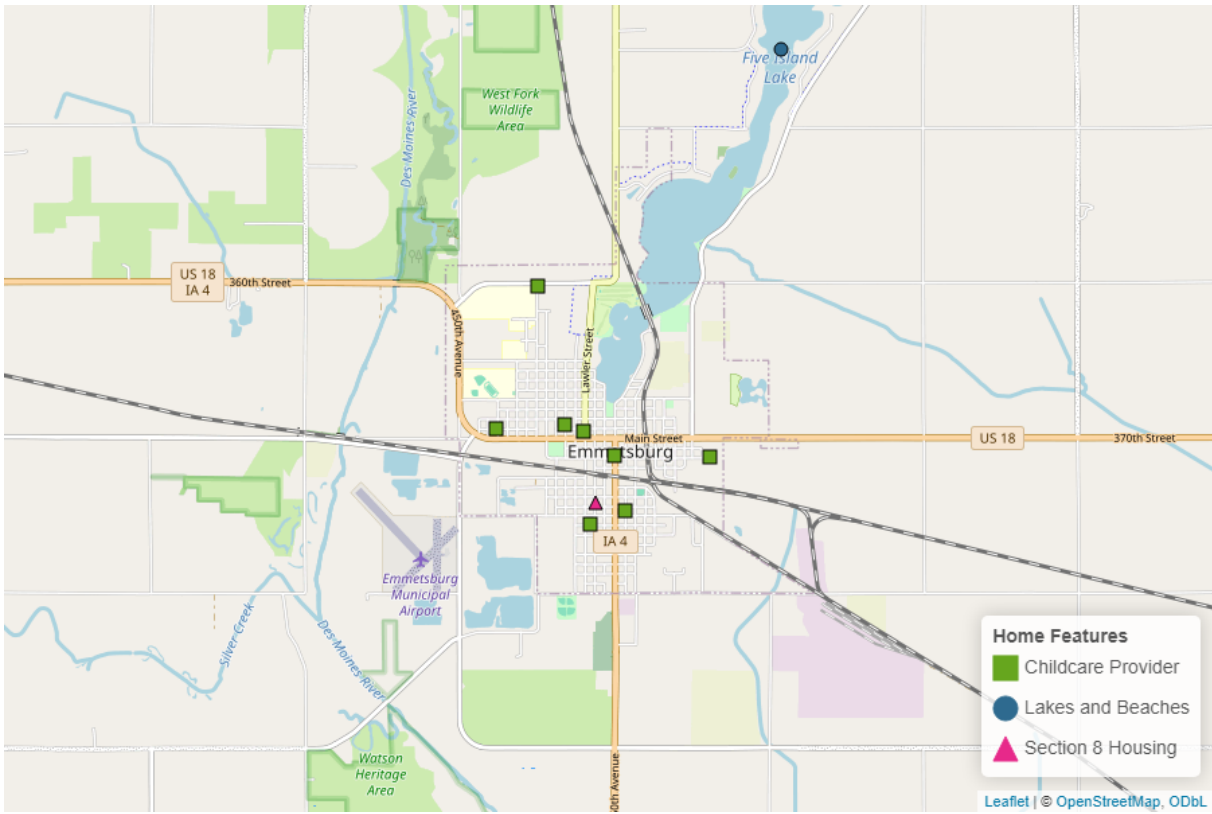 Five Island
Lake
West Fork
Wildlife
Area
Des Moines River
US 18
IA 4
360th Street
450th Avenue
Lawler Street
Main Street
US 18
370th Street
Emmetsburg
IA 4
Emmetsburg
Municipal
Airport
Silver Creek
Des Moines River
Watson
Heritage
Area
Home Features
Childcare Provider
Lakes and Beaches
Section 8 Housing
Leaflet | © OpenStreetMap, ODbL